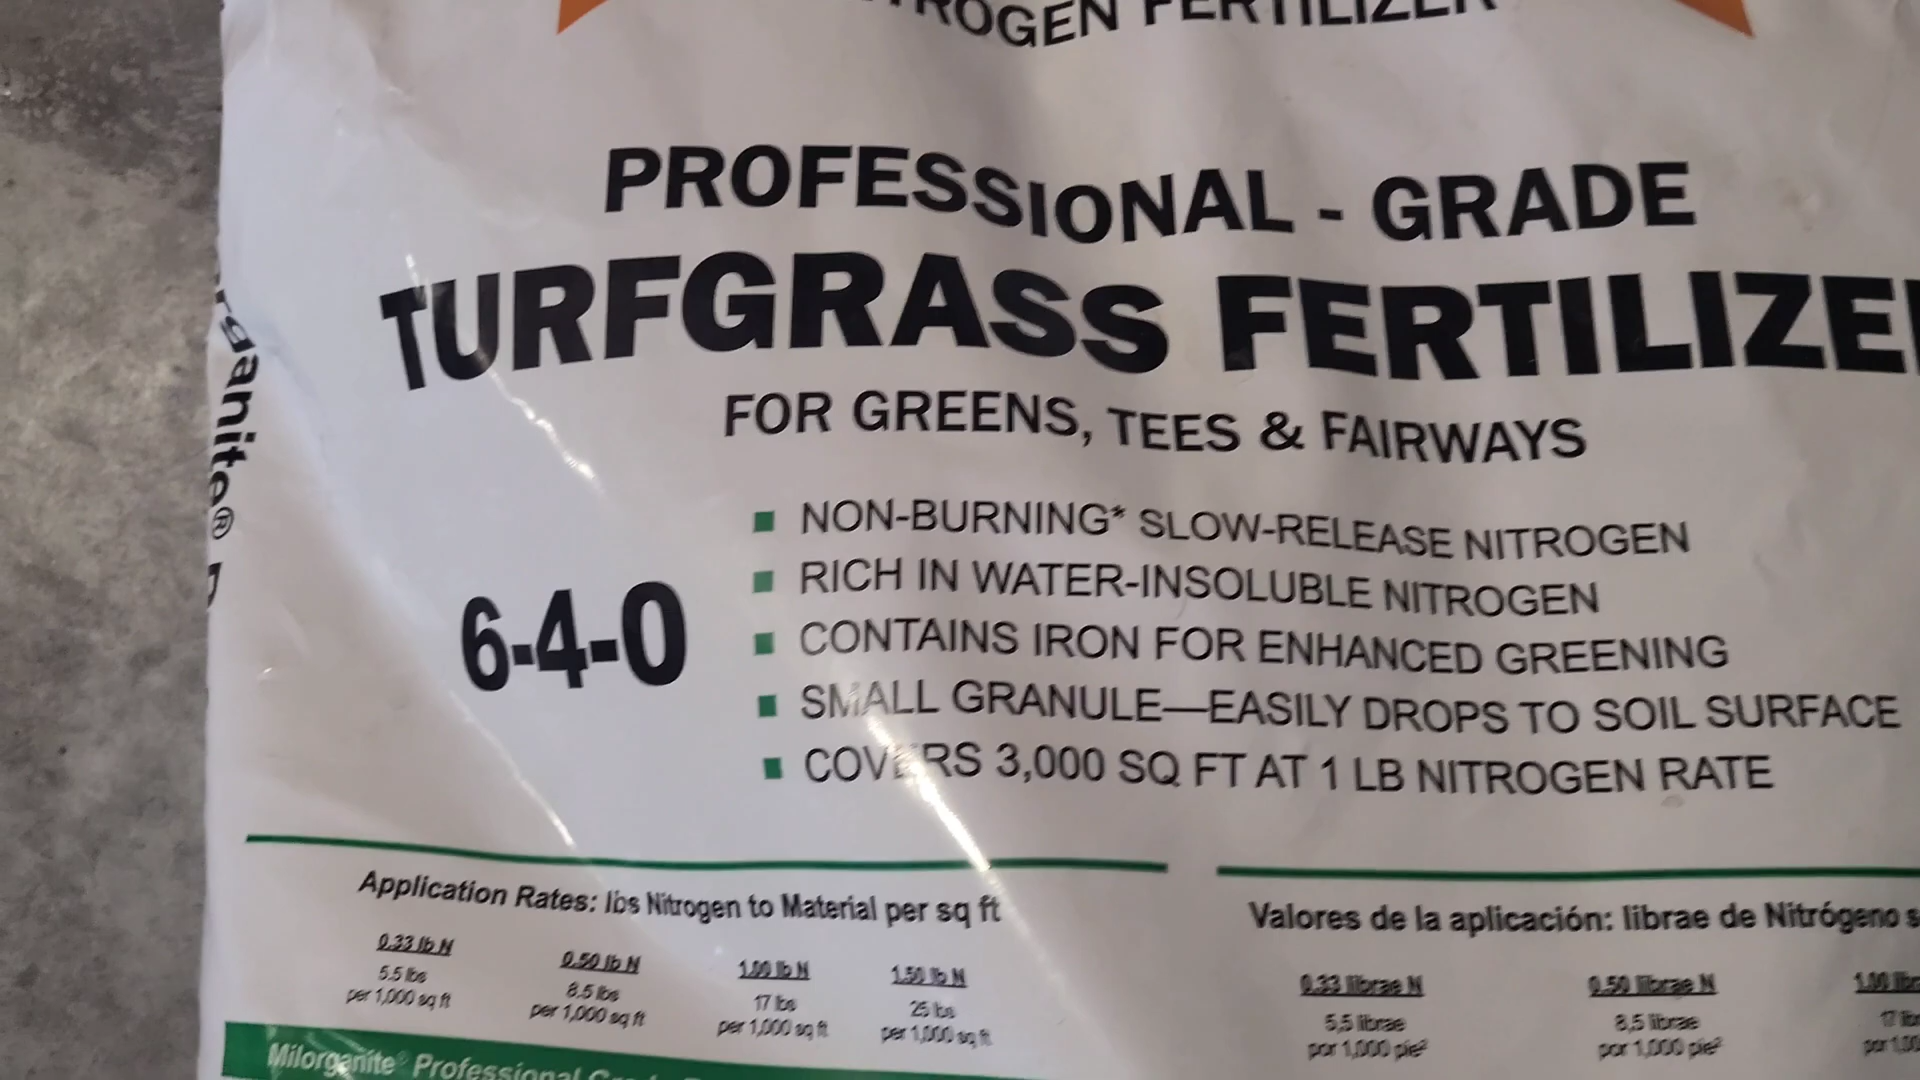 NITROGEN FERTILIZER
PROFESSIONAL - GRADE
TURFGRASS FERTILIZE
FOR GREENS, TEES & FAIRWAYS
6-4-0
NON-BURNING* SLOW-RELEASE NITROGEN
RICH IN WATER-INSOLUBLE NITROGEN
CONTAINS IRON FOR ENHANCED GREENING
SMALL GRANULE—EASILY DROPS TO SOIL SURFACE
COVERS 3,000 SQ FT AT 1 LB NITROGEN RATE
Application Rates: lbs Nitrogen to Material per sq ft
0.33 lb N 0.50 lb N 1.00 lb N 1.50 lb N
5.5 lbs 8.5 lbs 17 lbs 25 lbs
per 1,000 sq ft per 1,000 sq ft per 1,000 sq ft per 1,000 sq ft
Valores de la aplicación: librae de Nitrógeno
0.33 librae N 0.50 librae N 1.00
5,5 librae 8,5 librae 17
por 1,000 pie² por 1,000 pie² por
Milorganite® Professional
rganite®